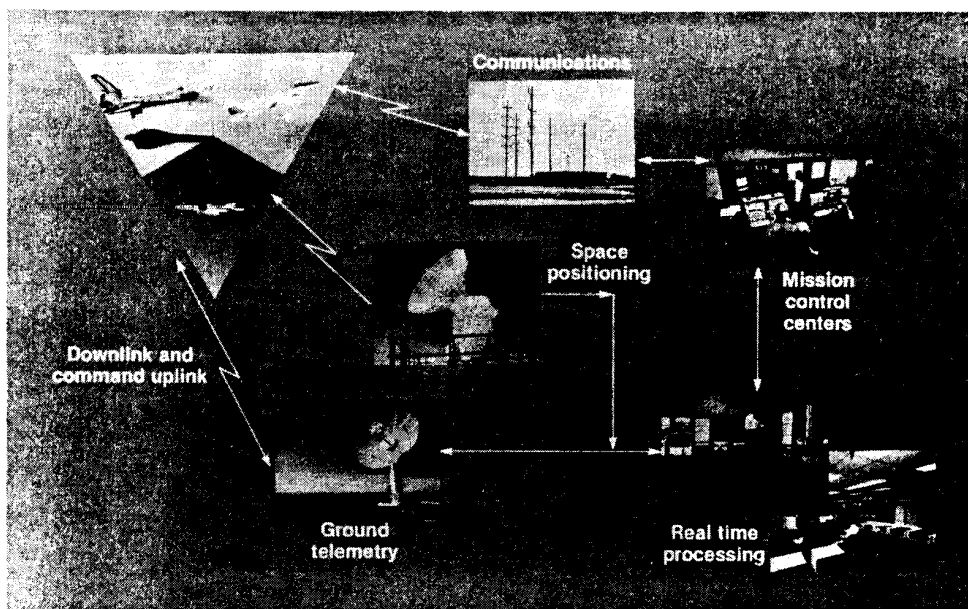 Communications
Space
positioning
Mission
control
centers
Downlink and
command uplink
Ground
telemetry
Real time
processing